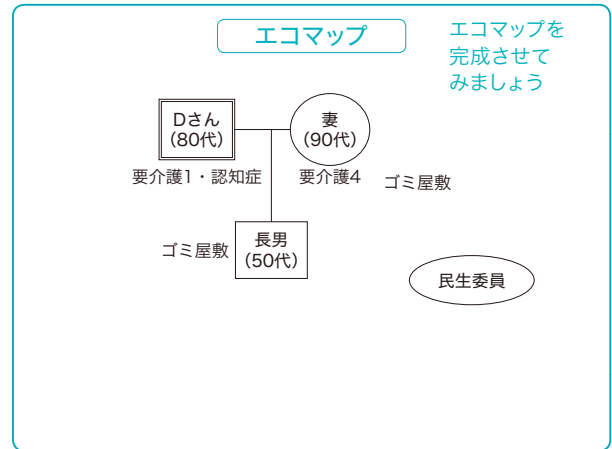 エコマップ
エコマップを
完成させて
みましょう
Dさん
(80代)
妻
(90代)
要介護1・認知症
要介護4
ゴミ屋敷
ゴミ屋敷
長男
(50代)
民生委員